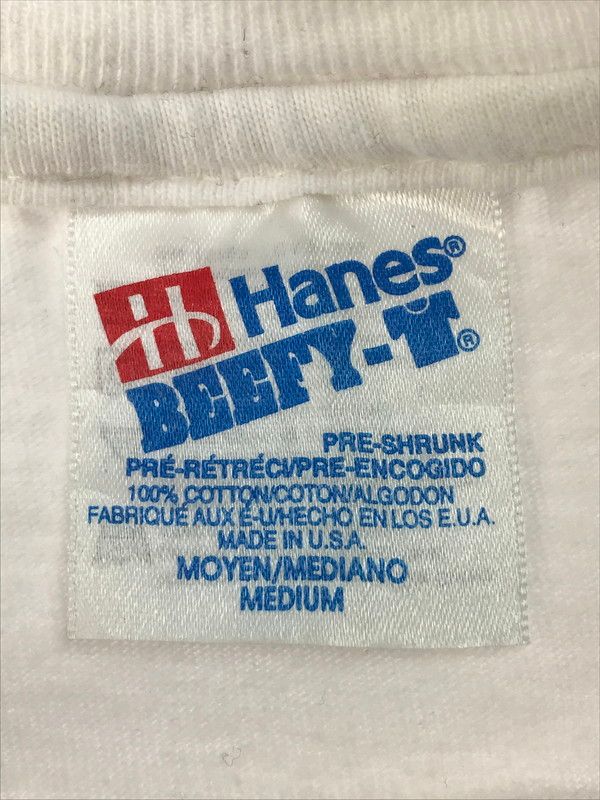 H Hanes®
BEEFY-T®
PRE-SHRUNK
PRÉ-RÉTRÉCI/PRE-ENCOGIDO
100% COTTON/COTON/ALGODON
FABRIQUÉ AUX É-U/HECHO EN LOS E.U.A.
MADE IN U.S.A.
MOYEN/MEDIANO
MEDIUM